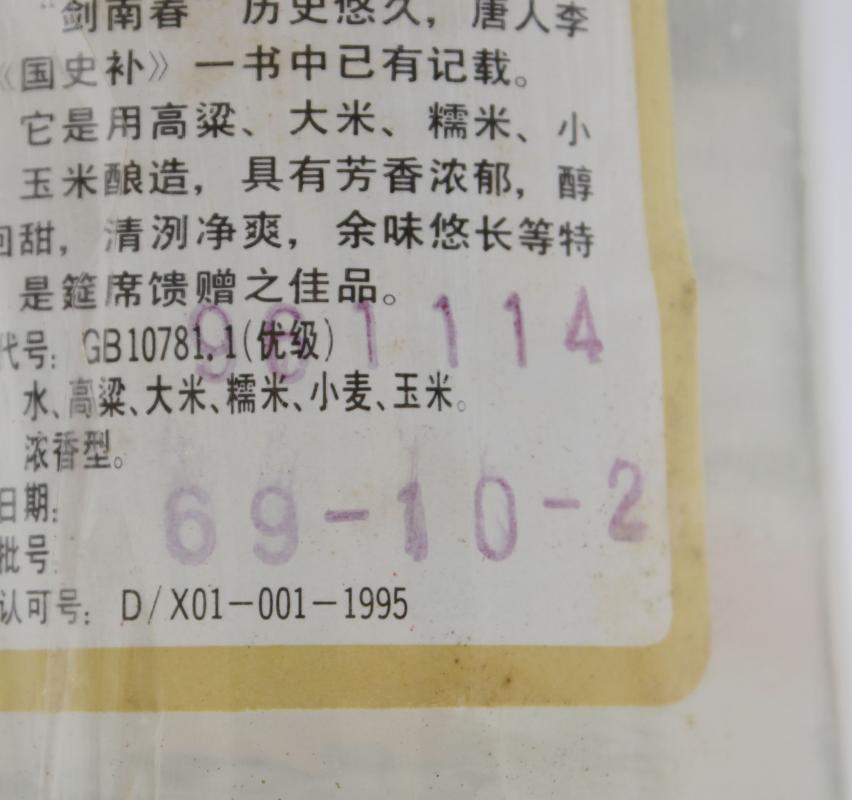 “剑南春” 历史悠久，唐人李
《国史补》一书中已有记载。
它是用高粱、大米、糯米、小
玉米酿造，具有芳香浓郁，醇
回甜，清洌净爽，余味悠长等特
是筵席馈赠之佳品。
961114
代号：GB10781.1(优级)
水、高粱、大米、糯米、小麦、玉米。
浓香型。
日期：
69-10-2
批号
认可号：D/X01-001-1995